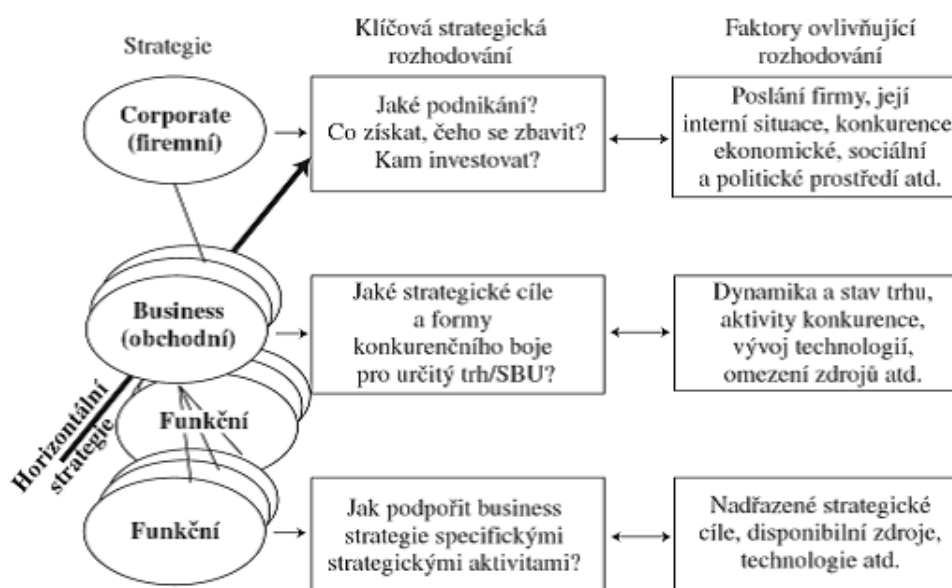 Strategie
Klíčová strategická
rozhodování
Faktory ovlivňující
rozhodování
Corporate
(firemní)
Jaké podnikání?
Co získat, čeho se zbavit?
Kam investovat?
Poslání firmy, její
interní situace, konkurence
ekonomické, sociální
a politické prostředí atd.
Business
(obchodní)
Jaké strategické cíle
a formy
konkurenčního boje
pro určitý trh/SBU?
Dynamika a stav trhu,
aktivity konkurence,
vývoj technologií,
omezení zdrojů atd.
Horizontální
strategie
Funkční
Funkční
Jak podpořit business
strategie specifickými
strategickými aktivitami?
Nadřazené strategické
cíle, disponibilní zdroje,
technologie atd.